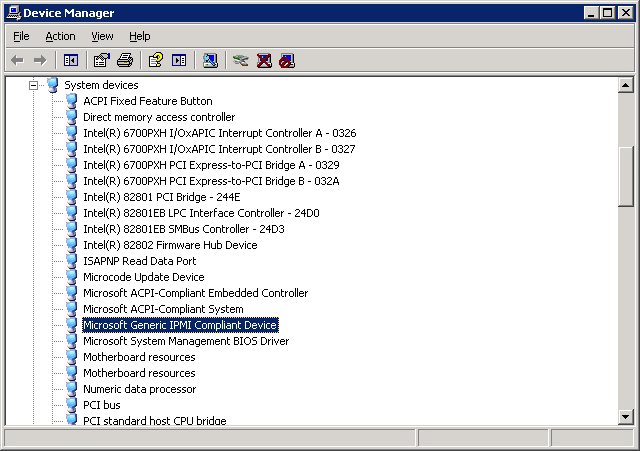 Device Manager
File Action View Help
System devices
ACPI Fixed Feature Button
Direct memory access controller
Intel(R) 6700PXH I/OxAPIC Interrupt Controller A - 0326
Intel(R) 6700PXH I/OxAPIC Interrupt Controller B - 0327
Intel(R) 6700PXH PCI Express-to-PCI Bridge A - 0329
Intel(R) 6700PXH PCI Express-to-PCI Bridge B - 032A
Intel(R) 82801 PCI Bridge - 244E
Intel(R) 82801EB LPC Interface Controller - 24D0
Intel(R) 82801EB SMBus Controller - 24D3
Intel(R) 82802 Firmware Hub Device
ISAPNP Read Data Port
Microcode Update Device
Microsoft ACPI-Compliant Embedded Controller
Microsoft ACPI-Compliant System
Microsoft Generic IPMI Compliant Device
Microsoft System Management BIOS Driver
Motherboard resources
Motherboard resources
Numeric data processor
PCI bus
PCI standard host CPU bridge